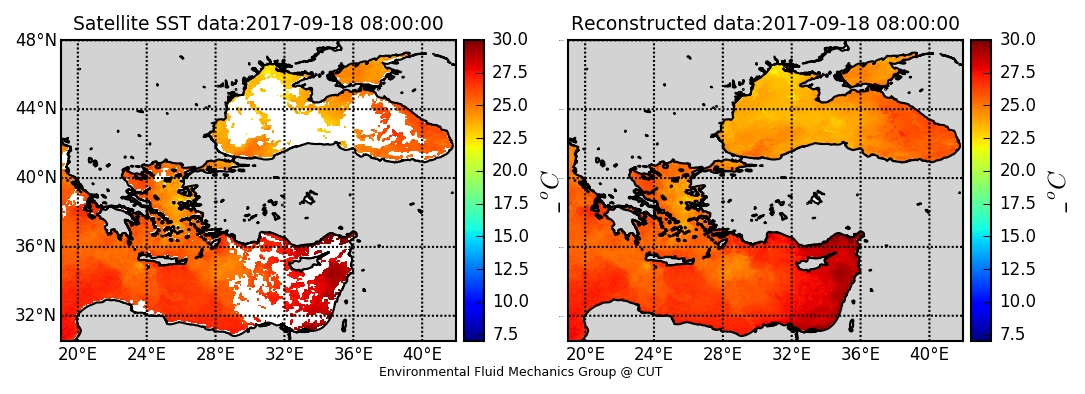 Satellite SST data:2017-09-18 08:00:00
48°N
44°N
40°N
36°N
32°N
20°E 24°E 28°E 32°E 36°E 40°E
30.0
27.5
25.0
22.5
20.0
17.5
15.0
12.5
10.0
7.5
_ °C
Reconstructed data:2017-09-18 08:00:00
20°E 24°E 28°E 32°E 36°E 40°E
30.0
27.5
25.0
22.5
20.0
17.5
15.0
12.5
10.0
7.5
_ °C
Environmental Fluid Mechanics Group @ CUT